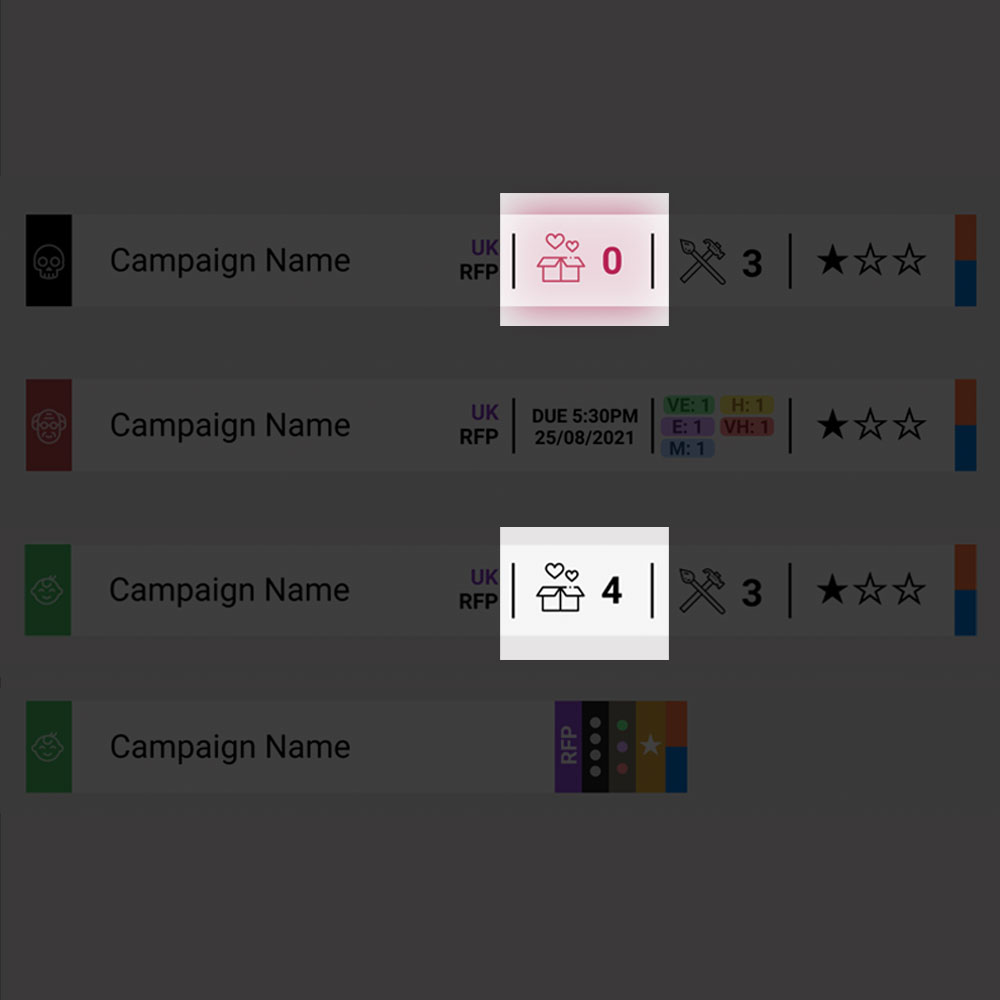 Campaign Name
UK
RFP
0
3
Campaign Name
UK
RFP
DUE 5:30PM
25/08/2021
VE: 1 H: 1
E: 1 VH: 1
M: 1
Campaign Name
UK
RFP
4
3
Campaign Name
RFP